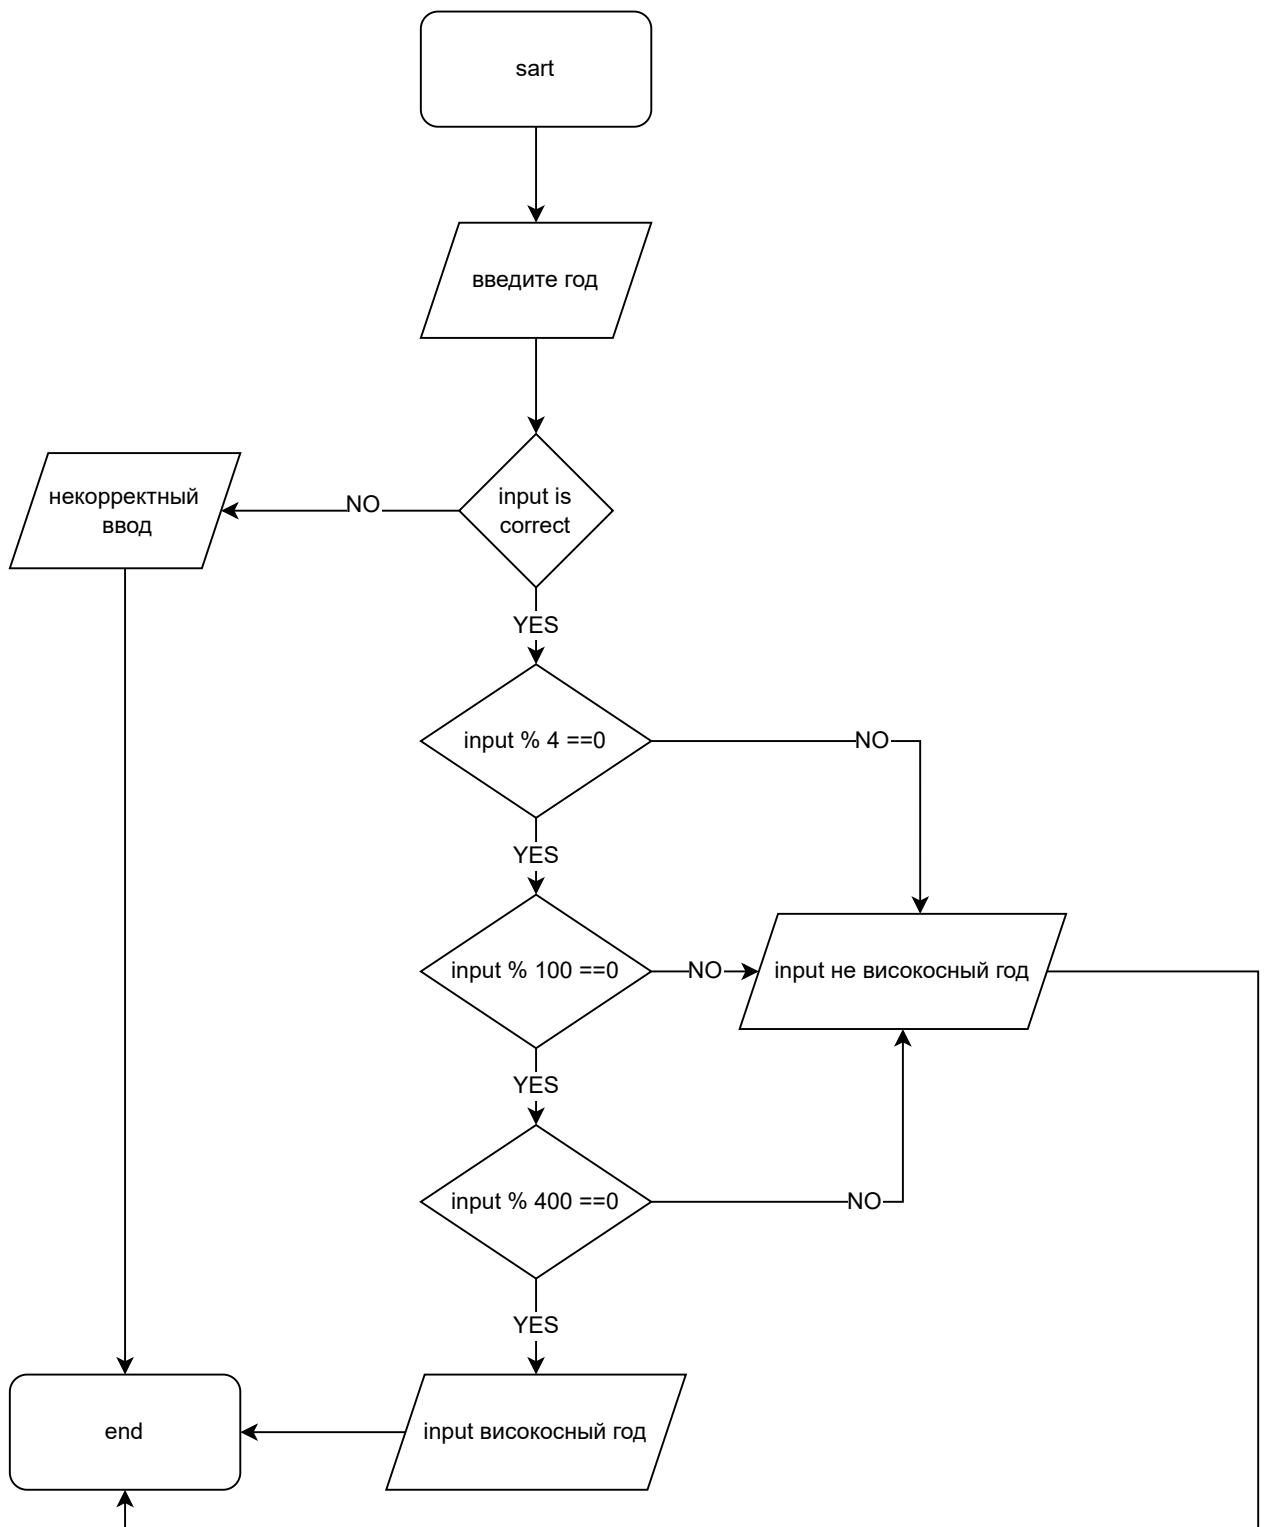 sart
введите год
input is
correct
NO
некорректный
ввод
YES
input % 4 ==0
NO
YES
input % 100 ==0
NO
input не високосный год
YES
input % 400 ==0
NO
YES
end
input високосный год